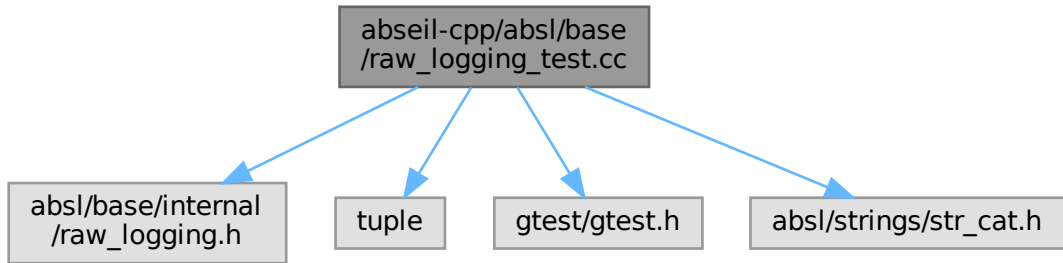 abseil-cpp/absl/base
/raw_logging_test.cc
absl/base/internal
/raw_logging.h
tuple
gtest/gtest.h
absl/strings/str_cat.h